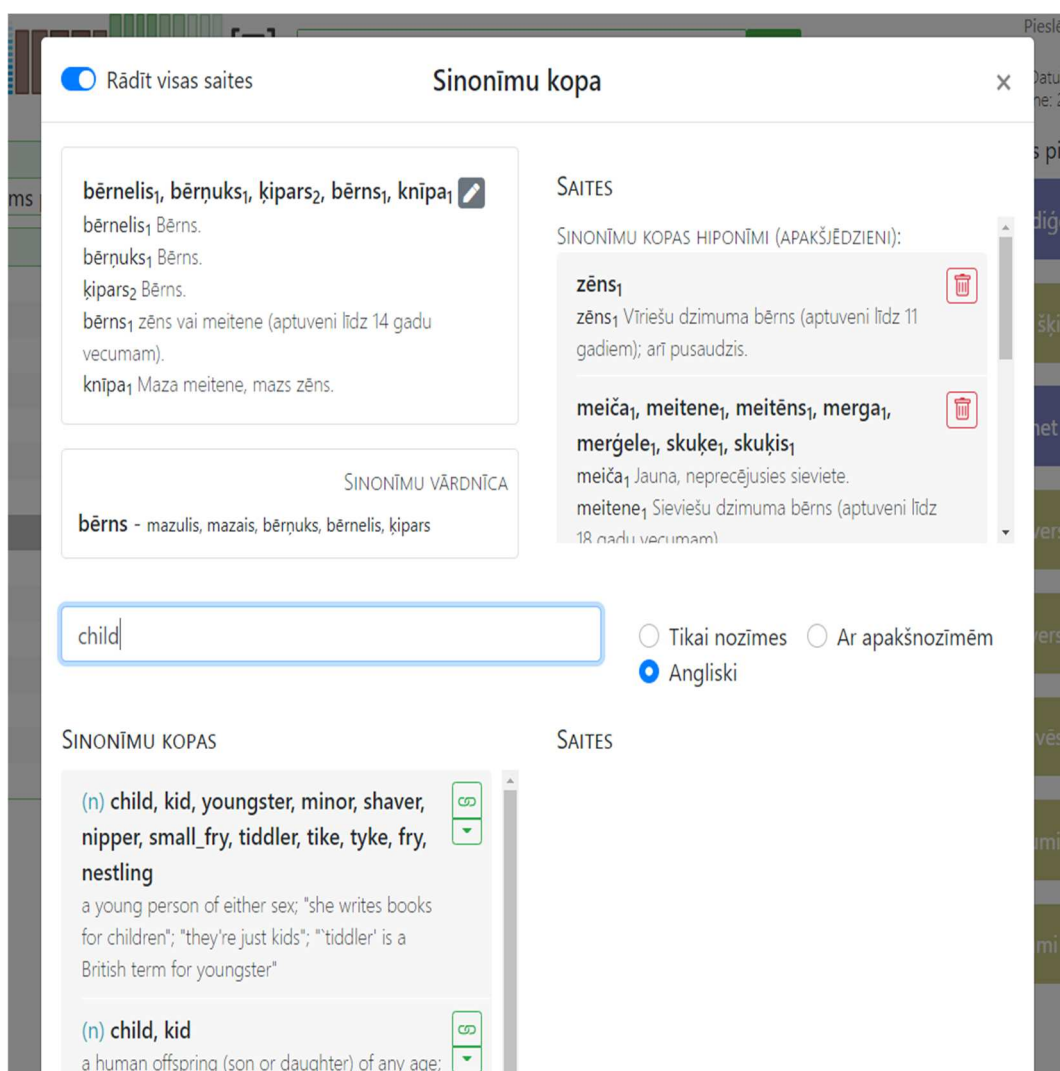 Rādīt visas saites
Sinonīmu kopa
×
bērnelis₁, bērņuks₁, ķipars₂, bērns₁, knīpa₁
bērnelis₁ Bērns.
bērņuks₁ Bērns.
ķipars₂ Bērns.
bērns₁ zēns vai meitene (aptuveni līdz 14 gadu
vecumam).
knīpa₁ Maza meitene, mazs zēns.
Sinonīmu vārdnīca
bērns - mazulis, mazais, bērņuks, bērnelis, ķipars
Saites
Sinonīmu kopas hiponīmi (apakšjēdzieni):
zēns₁
zēns₁ Vīriešu dzimuma bērns (aptuveni līdz 11
gadiem); arī pusaudzis.
meiča₁, meitene₁, meitēns₁, merga₁,
merģele₁, skuķe₁, skuķis₁
meiča₁ Jauna, neprecējusies sieviete.
meitene₁ Sieviešu dzimuma bērns (aptuveni līdz
18 gadu vecumam)
child
Tikai nozīmes
Ar apakšnozīmēm
Angliski
Sinonīmu kopas
(n) child, kid, youngster, minor, shaver,
nipper, small_fry, tiddler, tike, tyke, fry,
nestling
a young person of either sex; "she writes books
for children"; "they're just kids"; "`tiddler' is a
British term for youngster"
(n) child, kid
a human offspring (son or daughter) of any age;
Saites